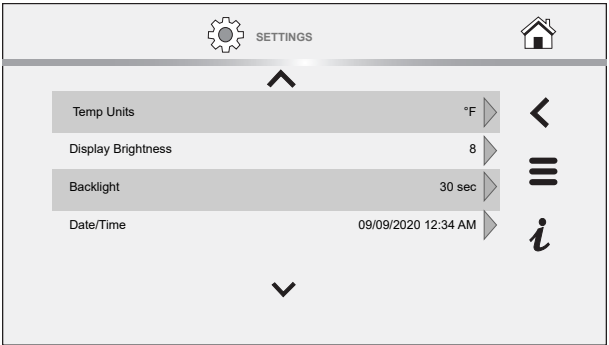 SETTINGS
Temp Units °F
Display Brightness 8
Backlight 30 sec
Date/Time 09/09/2020 12:34 AM
i